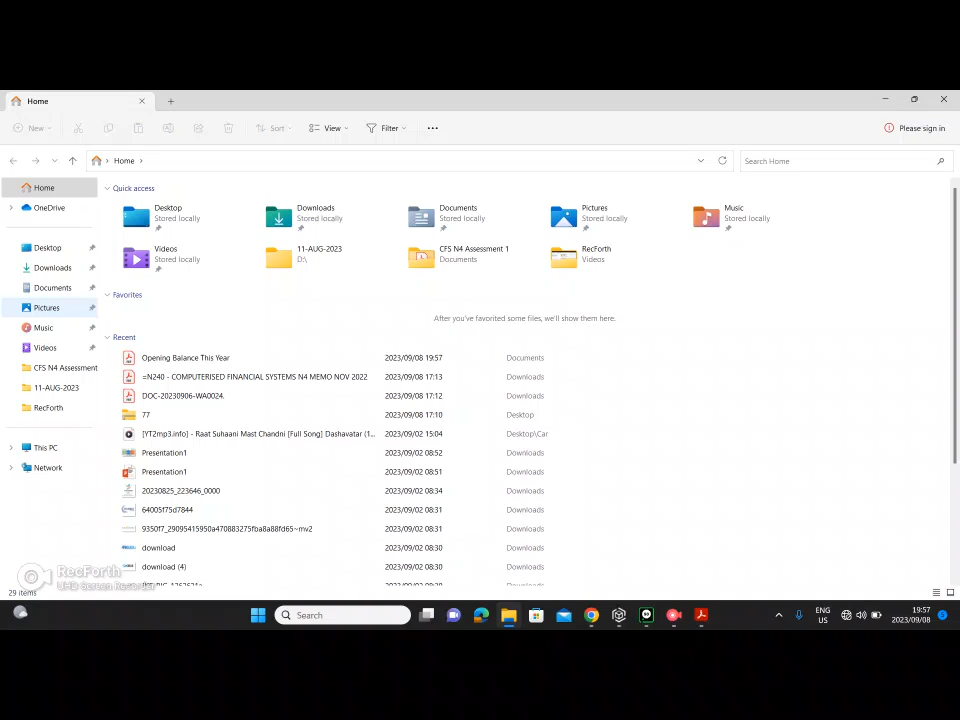 Home
New
Sort
View
Filter
Please sign in
Home
Search Home
Home
OneDrive
Desktop
Downloads
Documents
Pictures
Music
Videos
CFS N4 Assessment
11-AUG-2023
RecForth
This PC
Network
Quick access
Desktop
Stored locally
Downloads
Stored locally
Documents
Stored locally
Pictures
Stored locally
Music
Stored locally
Videos
Stored locally
11-AUG-2023
D:\
CFS N4 Assessment 1
Documents
RecForth
Videos
Favorites
After you've favorited some files, we'll show them here.
Recent
Opening Balance This Year 2023/09/08 19:57 Documents
=N240 - COMPUTERISED FINANCIAL SYSTEMS N4 MEMO NOV 2022 2023/09/08 17:13 Downloads
DOC-20230906-WA0024. 2023/09/08 17:12 Downloads
77 2023/09/08 17:10 Desktop
[YT2mp3.info] - Raat Suhaani Mast Chandni [Full Song] Dashavatar (1... 2023/09/02 15:04 Desktop\Car
Presentation1 2023/09/02 08:52 Downloads
Presentation1 2023/09/02 08:51 Downloads
20230825_223646_0000 2023/09/02 08:34 Downloads
64005f75d7844 2023/09/02 08:31 Downloads
9350f7_29095415950a470883275fba8a88fd65~mv2 2023/09/02 08:31 Downloads
download 2023/09/02 08:30 Downloads
download (4) 2023/09/02 08:30 Downloads
RecForth
UHD Screen Recorder
29 items
Search
ENG
US
19:57
2023/09/08